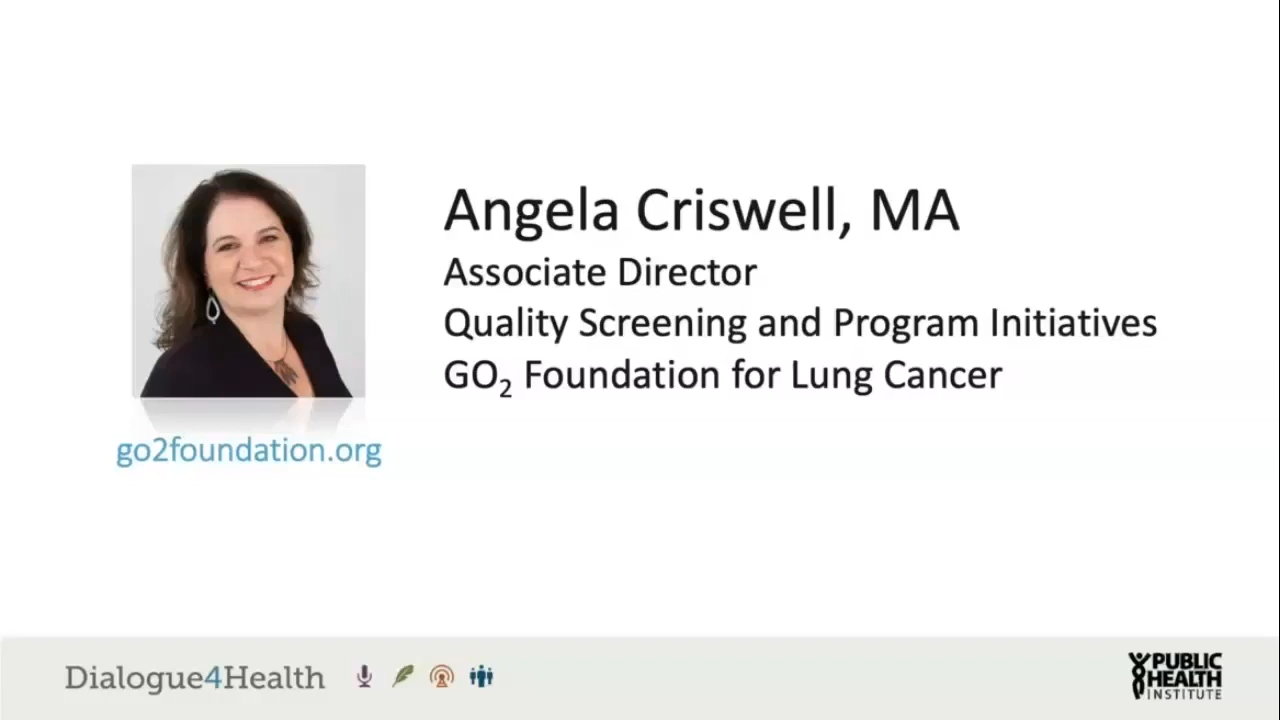 Angela Criswell, MA
Associate Director
Quality Screening and Program Initiatives
GO₂ Foundation for Lung Cancer
go2foundation.org
Dialogue4Health
PUBLIC
HEALTH
INSTITUTE